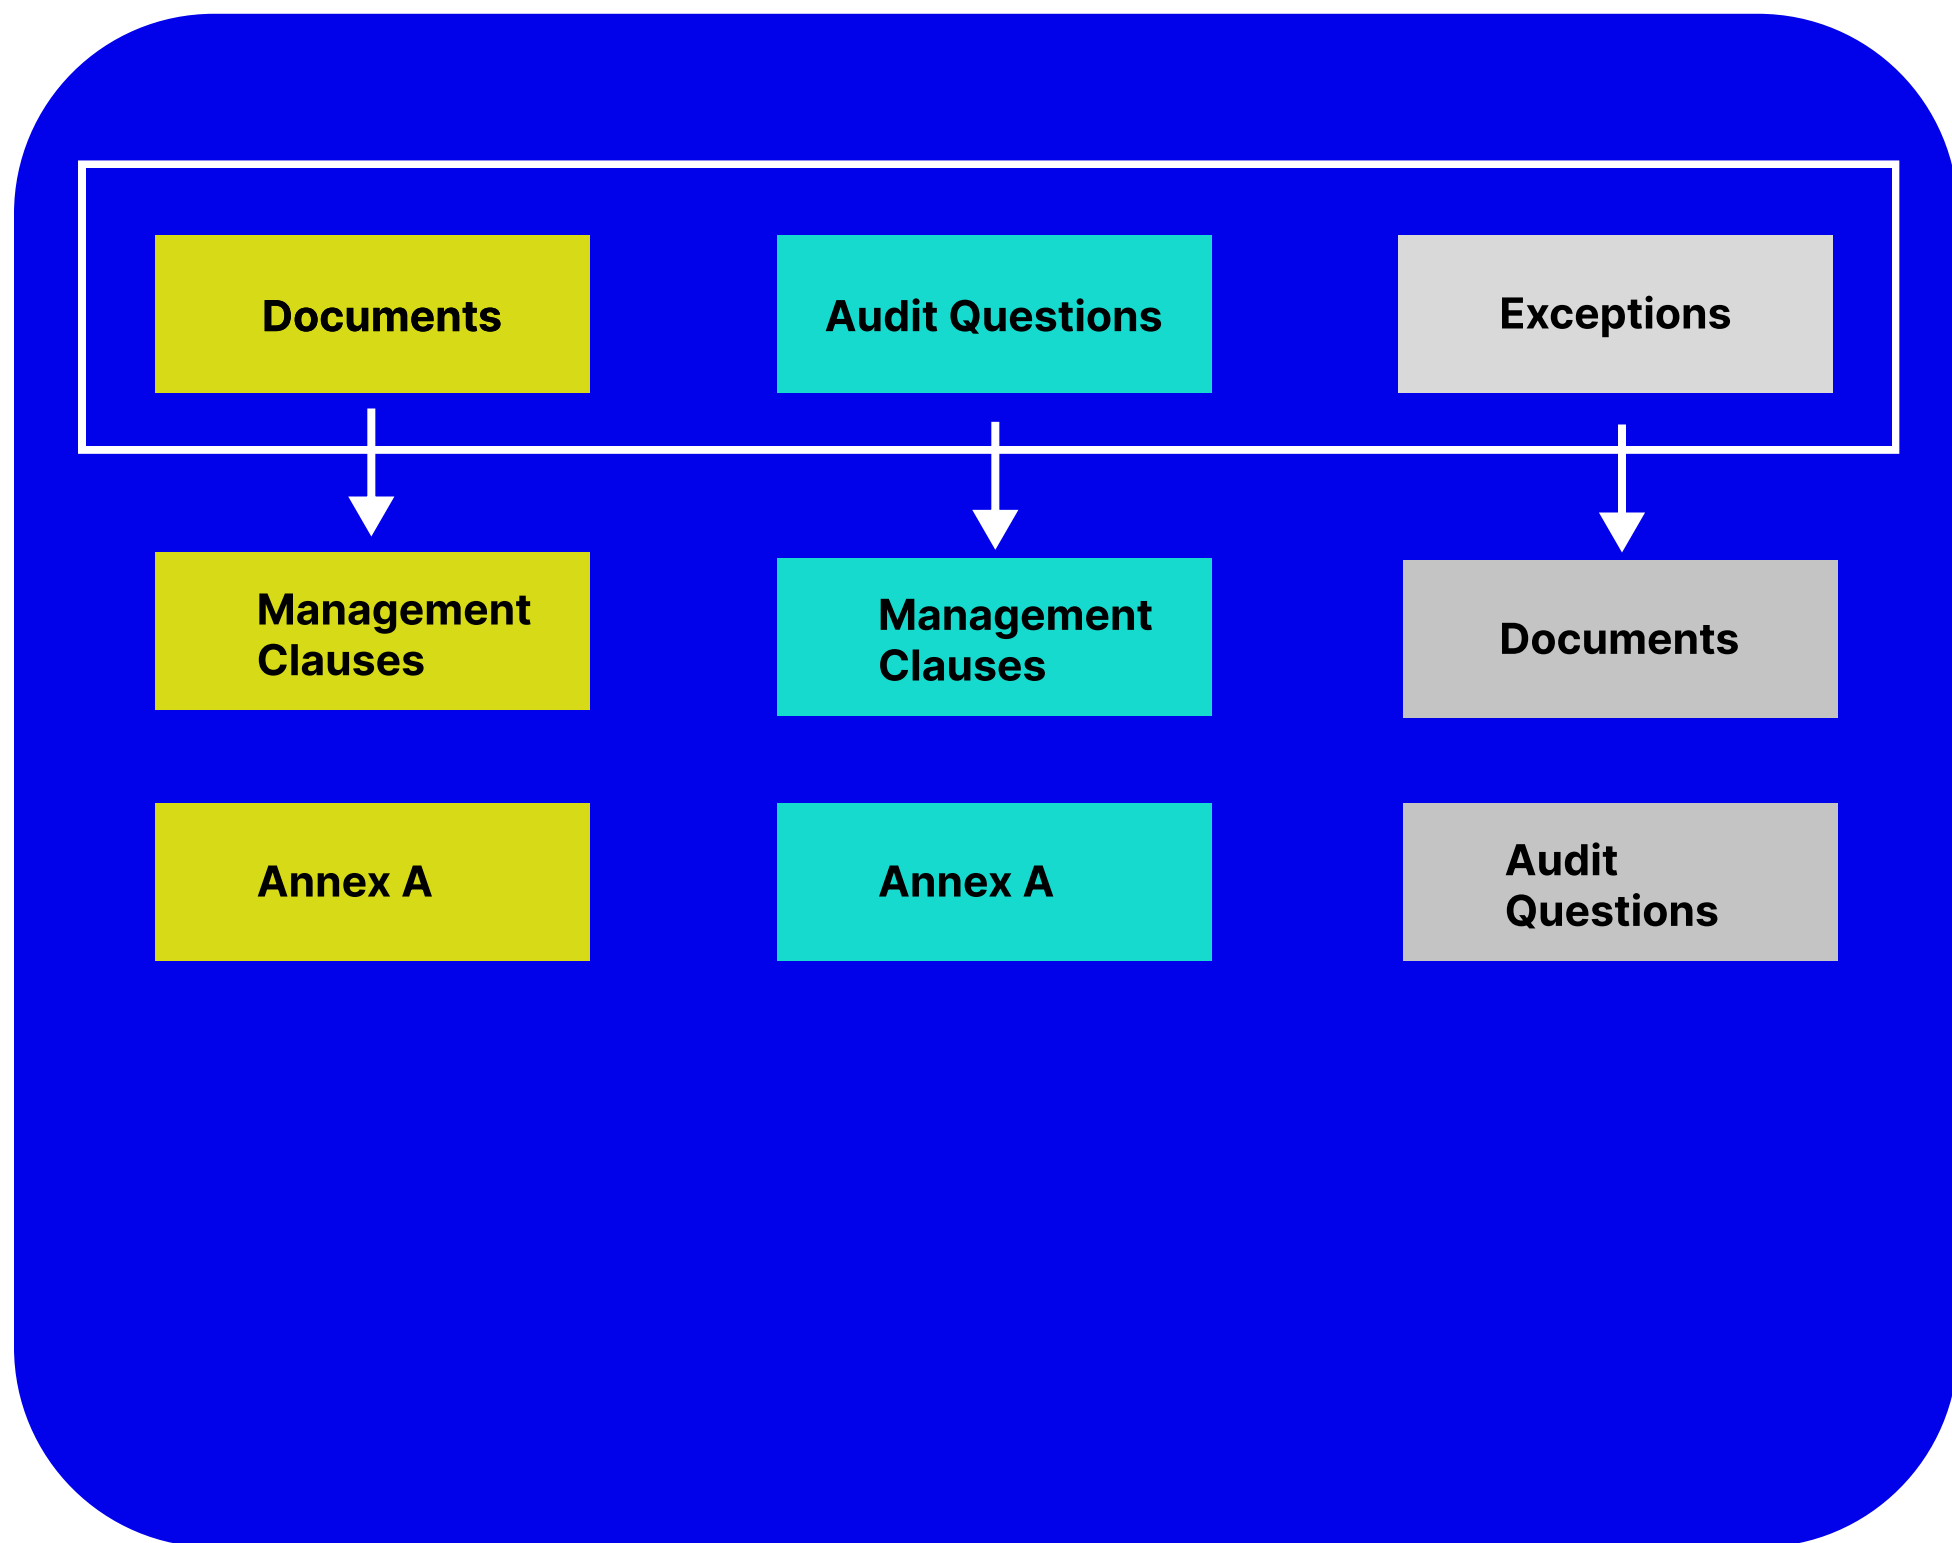 Documents
Audit Questions
Exceptions
Management
Clauses
Management
Clauses
Documents
Annex A
Annex A
Audit
Questions